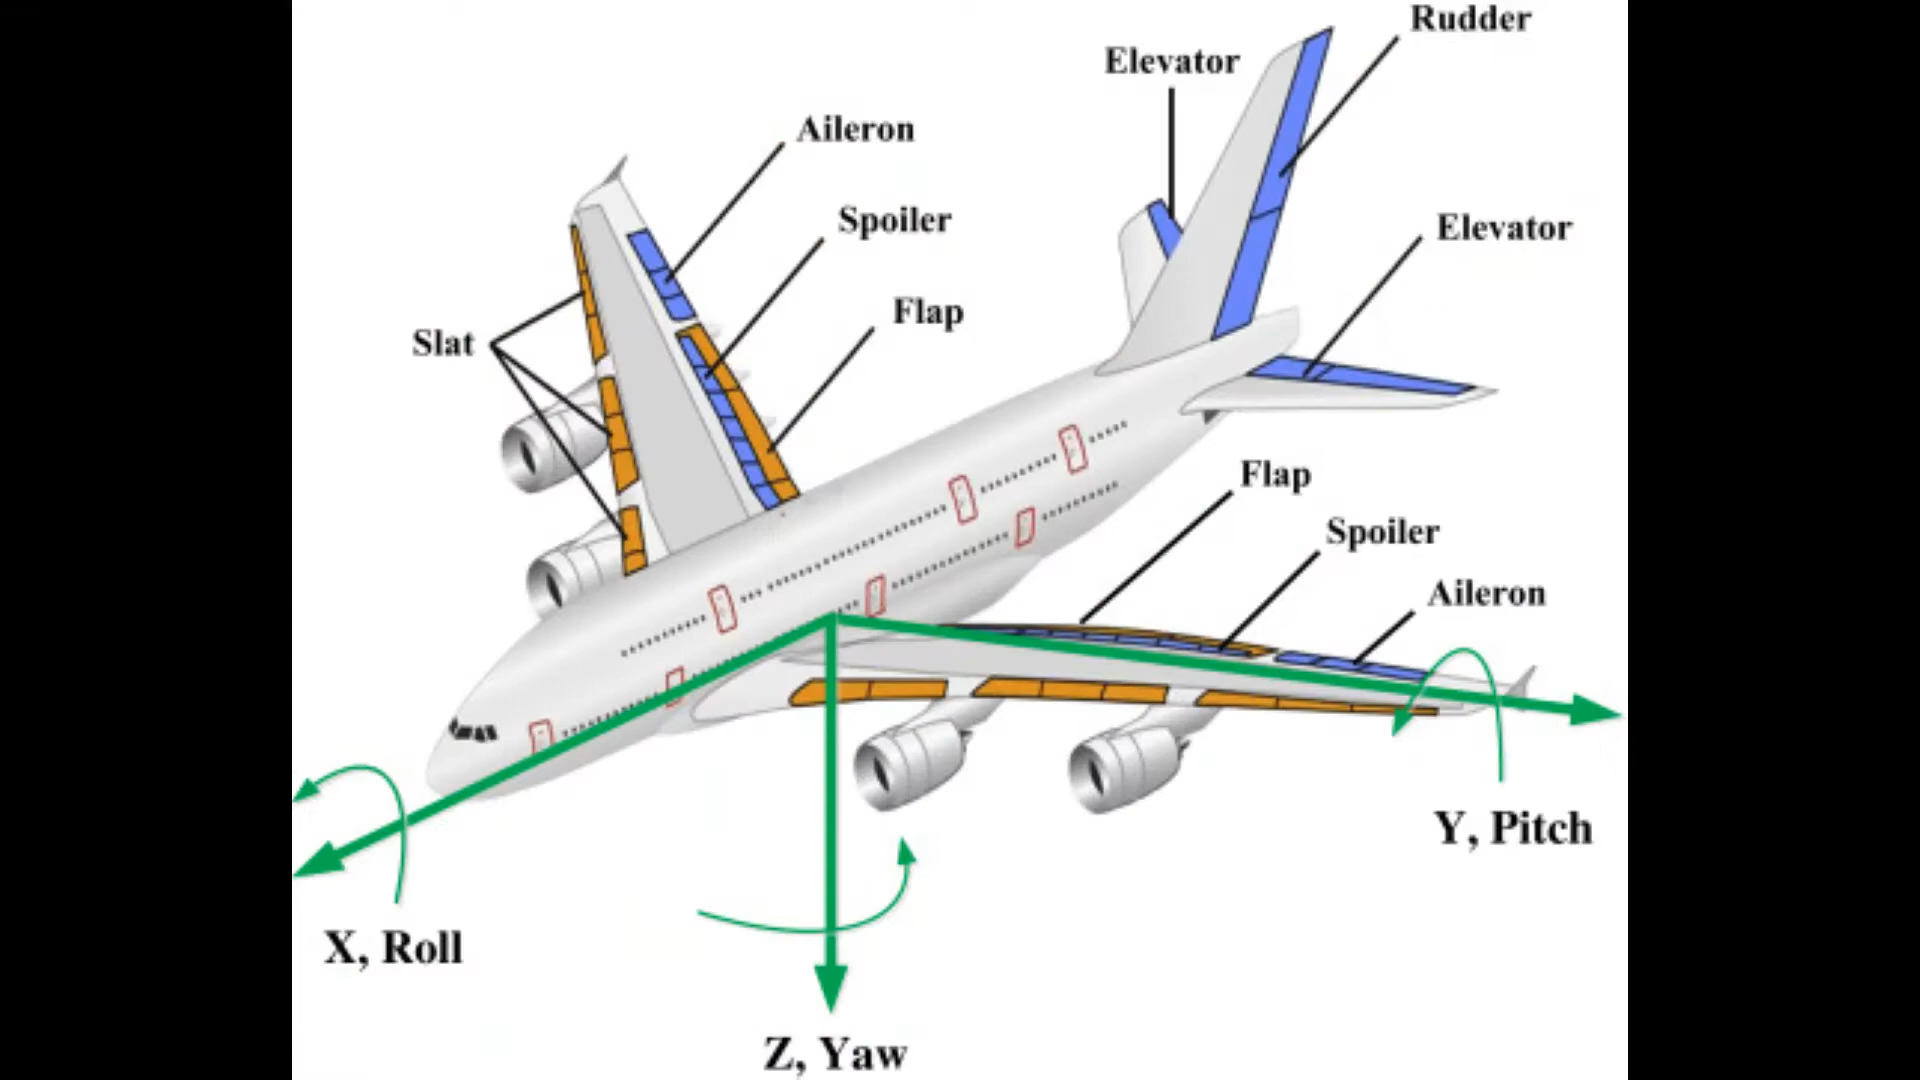 Rudder
Elevator
Aileron
Spoiler
Elevator
Flap
Slat
Flap
Spoiler
Aileron
Y, Pitch
X, Roll
Z, Yaw